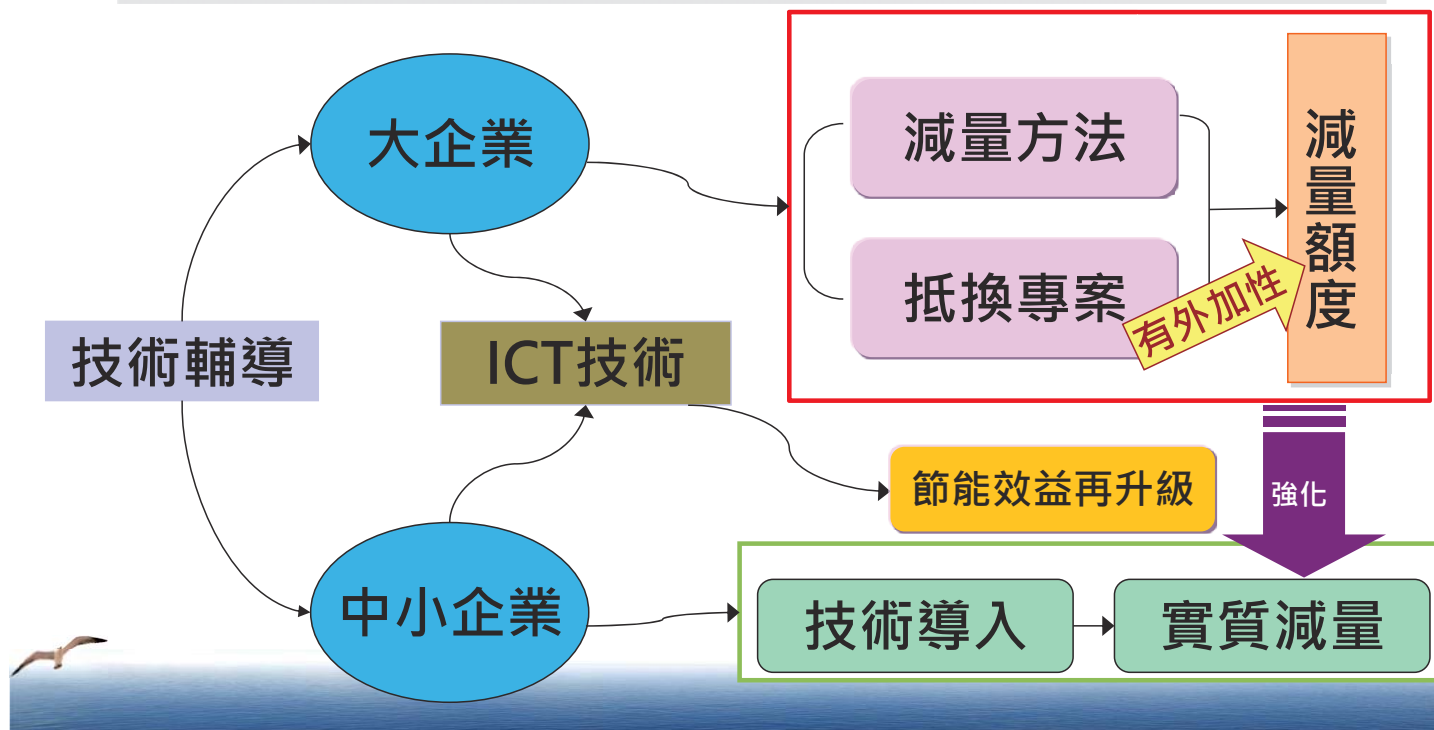 大企業
減量方法
減量額度
抵換專案
有外加性
技術輔導
ICT技術
節能效益再升級
強化
中小企業
技術導入
實質減量